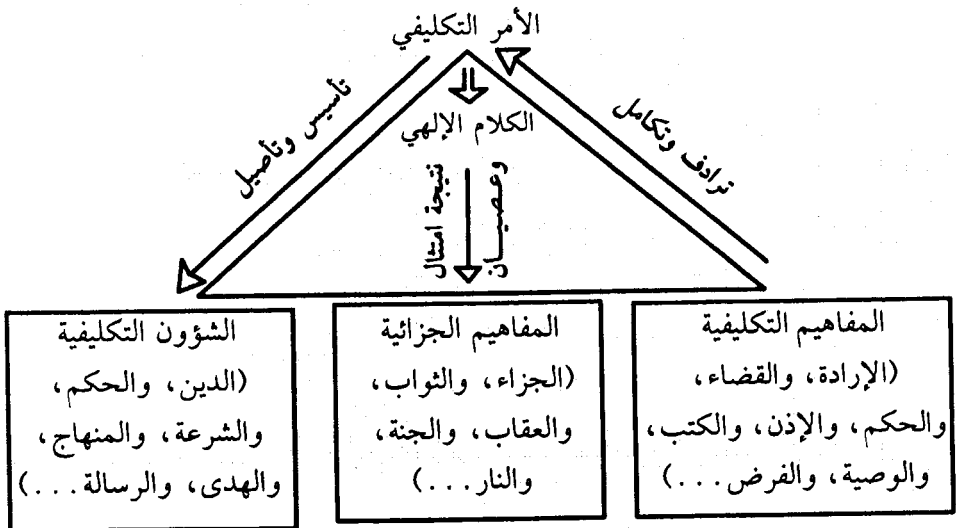 الأمر التكليفي
ترادف وتكامل
تأسيس وتأصيل
الكلام الإلهي
نتيجة امتثال
وعصيان
المفاهيم التكليفية
(الإرادة، والقضاء،
والحكم، والإذن، والكتب،
والوصية، والفرض...)
المفاهيم الجزائية
(الجزاء، والثواب،
والعقاب، والجنة،
والنار...)
الشؤون التكليفية
(الدين، والحكم،
والشرعة، والمنهاج،
والهدى، والرسالة...)